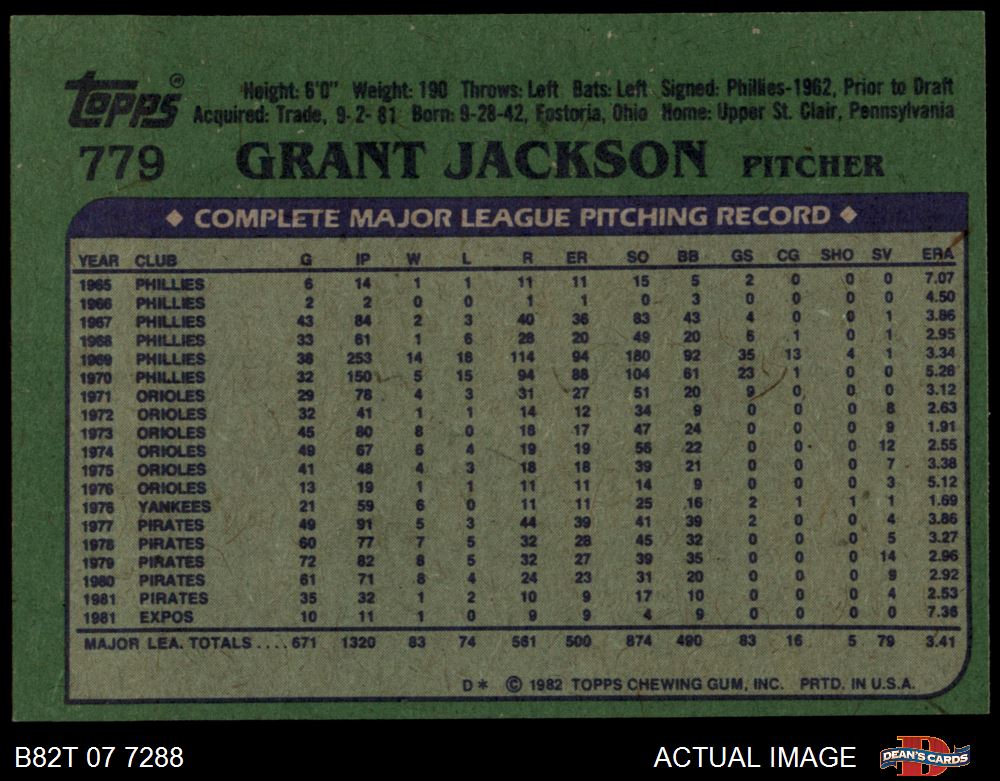 Topps® Height: 6'0" Weight: 190 Throws: Left Bats: Left Signed: Phillies-1962, Prior to Draft
Acquired: Trade, 9-2-81 Born: 9-28-42, Fostoria, Ohio Home: Upper St. Clair, Pennsylvania
779 GRANT JACKSON PITCHER
◆ COMPLETE MAJOR LEAGUE PITCHING RECORD ◆
YEAR CLUB G IP W L R ER SO BB GS CG SHO SV ERA
1965 PHILLIES 6 14 1 1 11 11 15 5 2 0 0 0 7.07
1966 PHILLIES 2 2 0 0 1 1 0 3 0 0 0 0 4.50
1967 PHILLIES 43 84 2 3 40 36 83 43 4 0 0 1 3.86
1968 PHILLIES 33 61 1 6 28 20 49 20 6 1 0 1 2.95
1969 PHILLIES 38 253 14 18 114 94 180 92 35 13 4 1 3.34
1970 PHILLIES 32 150 5 15 94 88 104 61 23 1 0 0 5.28
1971 ORIOLES 29 78 4 3 31 27 51 20 9 0 0 0 3.12
1972 ORIOLES 32 41 1 1 14 12 34 9 0 0 0 8 2.63
1973 ORIOLES 45 80 8 0 18 17 47 24 0 0 0 9 1.91
1974 ORIOLES 49 67 6 4 19 19 56 22 0 0 0 12 2.55
1975 ORIOLES 41 48 4 3 18 18 39 21 0 0 0 7 3.38
1976 ORIOLES 13 19 1 1 11 11 14 9 0 0 0 3 5.12
1976 YANKEES 21 59 6 0 11 11 25 16 2 1 1 1 1.69
1977 PIRATES 49 91 5 3 44 39 41 39 2 0 0 4 3.86
1978 PIRATES 60 77 7 5 32 28 45 32 0 0 0 5 3.27
1979 PIRATES 72 82 8 5 32 27 39 35 0 0 0 14 2.96
1980 PIRATES 61 71 8 4 24 23 31 20 0 0 0 9 2.92
1981 PIRATES 35 32 1 2 10 9 17 10 0 0 0 4 2.53
1981 EXPOS 10 11 1 0 9 9 4 9 0 0 0 0 7.36
MAJOR LEA. TOTALS .... 671 1320 83 74 561 500 874 490 83 16 5 79 3.41
D* © 1982 TOPPS CHEWING GUM, INC. PRTD. IN U.S.A.
B82T 07 7288 ACTUAL IMAGE DEAN'S CARDS